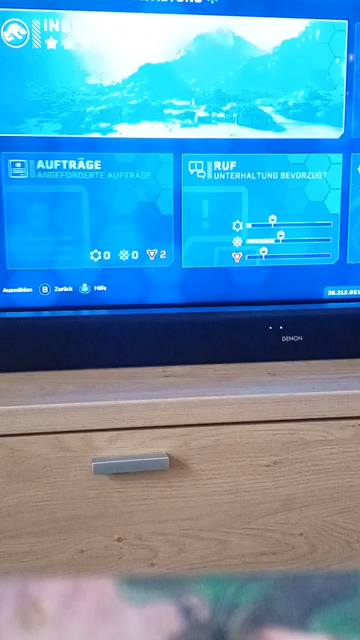 AUFTRÄGE
ANGEFORDERTE AUFTRÄGE
0 0 2
RUF
UNTERHALTUNG BEVORZUGT
Auswählen B Zurück Hilfe
DENON